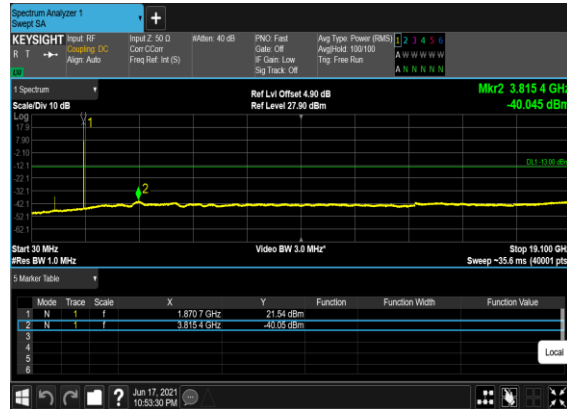 Spectrum Analyzer 1
Swept SA
+
KEYSIGHT Input: RF Input Z: 50 Ω #Atten: 40 dB PNO: Fast Avg Type: Power (RMS) 1 2 3 4 5 6
R T Coupling: DC Corr CCorr Gate: Off Avg|Hold: 100/100 A W W W W W
Align: Auto Freq Ref: Int (S) IF Gain: Low Trig: Free Run
Sig Track: Off A N N N N N
1 Spectrum Ref Lvl Offset 4.90 dB Mkr2 3.815 4 GHz
Scale/Div 10 dB Ref Level 27.90 dBm -40.045 dBm
Log
17.9
7.90
-2.10
-12.1
-22.1
-32.1
-42.1
-52.1
-62.1
1
2
DL1 -13.00 dBm
Start 30 MHz Video BW 3.0 MHz* Stop 19.100 GHz
#Res BW 1.0 MHz Sweep ~35.6 ms (40001 pts)
5 Marker Table
Mode Trace Scale X Y Function Function Width Function Value
1 N 1 f 1.870 7 GHz 21.54 dBm
2 N 1 f 3.815 4 GHz -40.05 dBm
3
4
5
6
Local
? Jun 17, 2021
10:53:30 PM